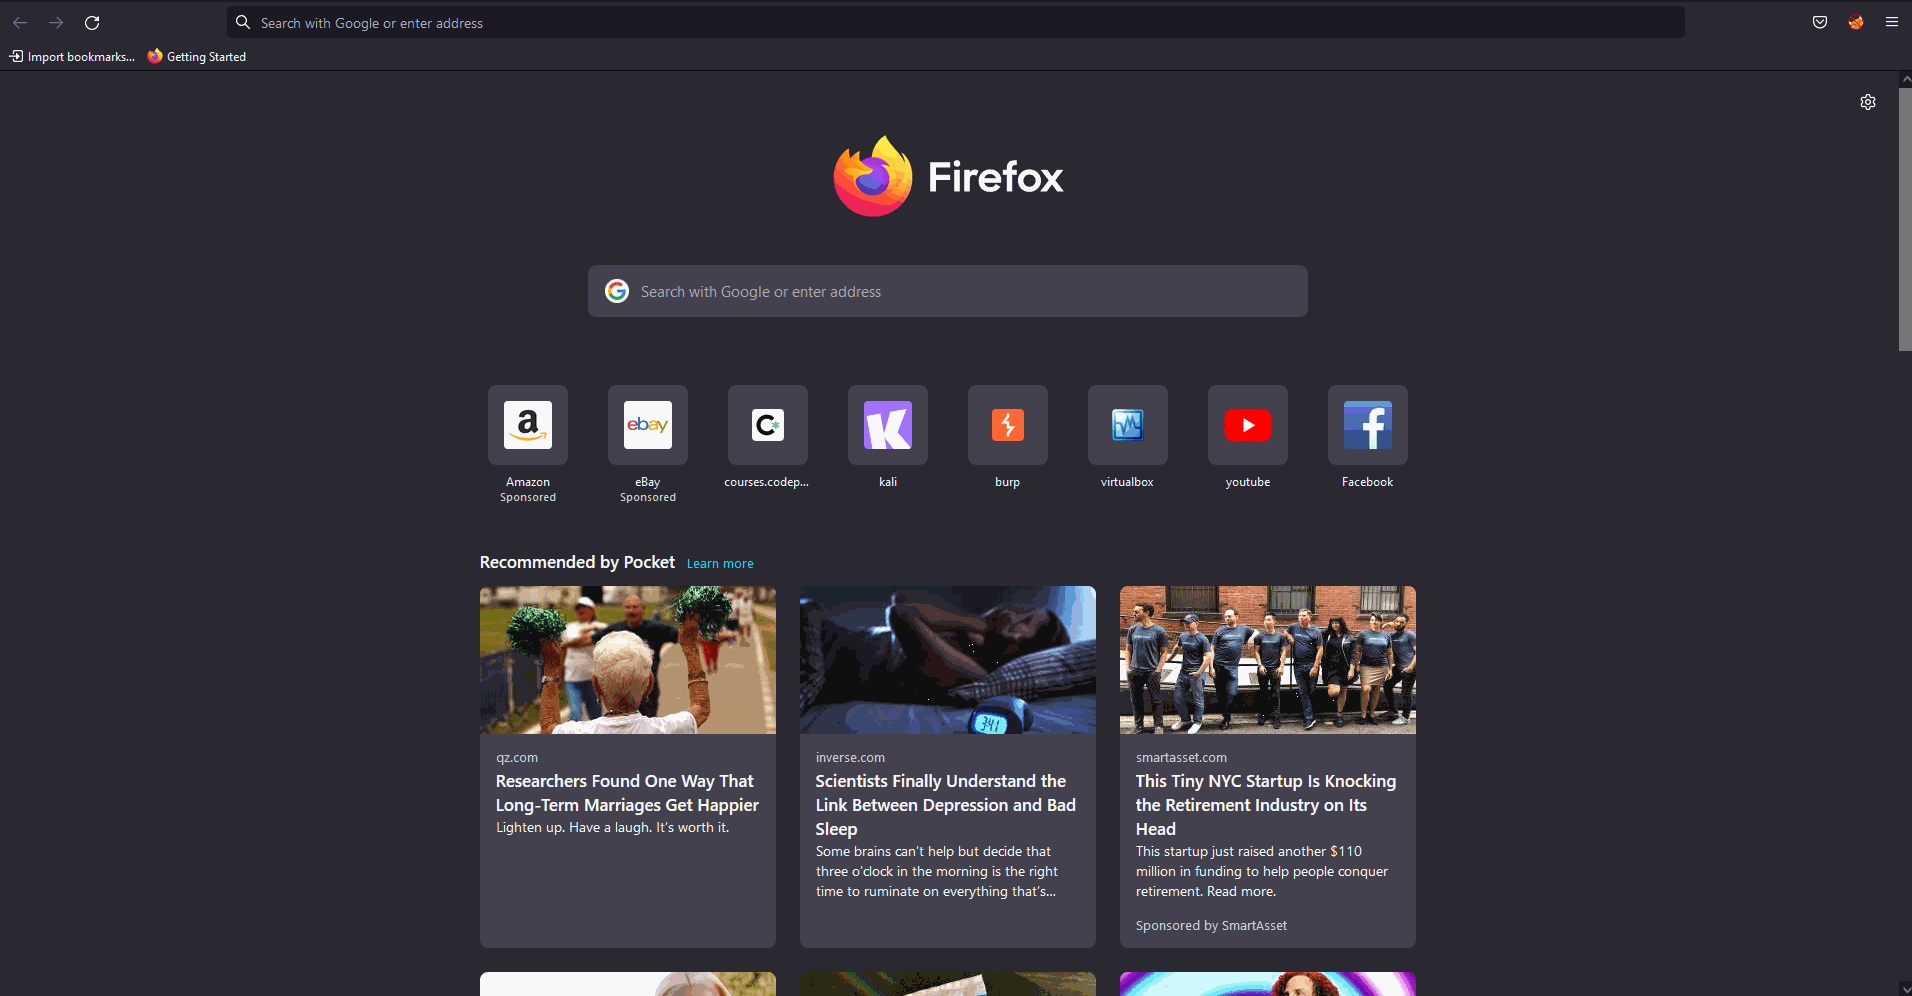 Search with Google or enter address
Import bookmarks...
Getting Started
Firefox
Search with Google or enter address
a
ebay
C*
K
f
Amazon
Sponsored
eBay
Sponsored
courses.codep...
kali
burp
virtualbox
youtube
Facebook
Recommended by Pocket Learn more
3:41
qz.com
Researchers Found One Way That
Long-Term Marriages Get Happier
Lighten up. Have a laugh. It's worth it.
inverse.com
Scientists Finally Understand the
Link Between Depression and Bad
Sleep
Some brains can't help but decide that
three o'clock in the morning is the right
time to ruminate on everything that's...
smartasset.com
This Tiny NYC Startup Is Knocking
the Retirement Industry on Its
Head
This startup just raised another $110
million in funding to help people conquer
retirement. Read more.
Sponsored by SmartAsset